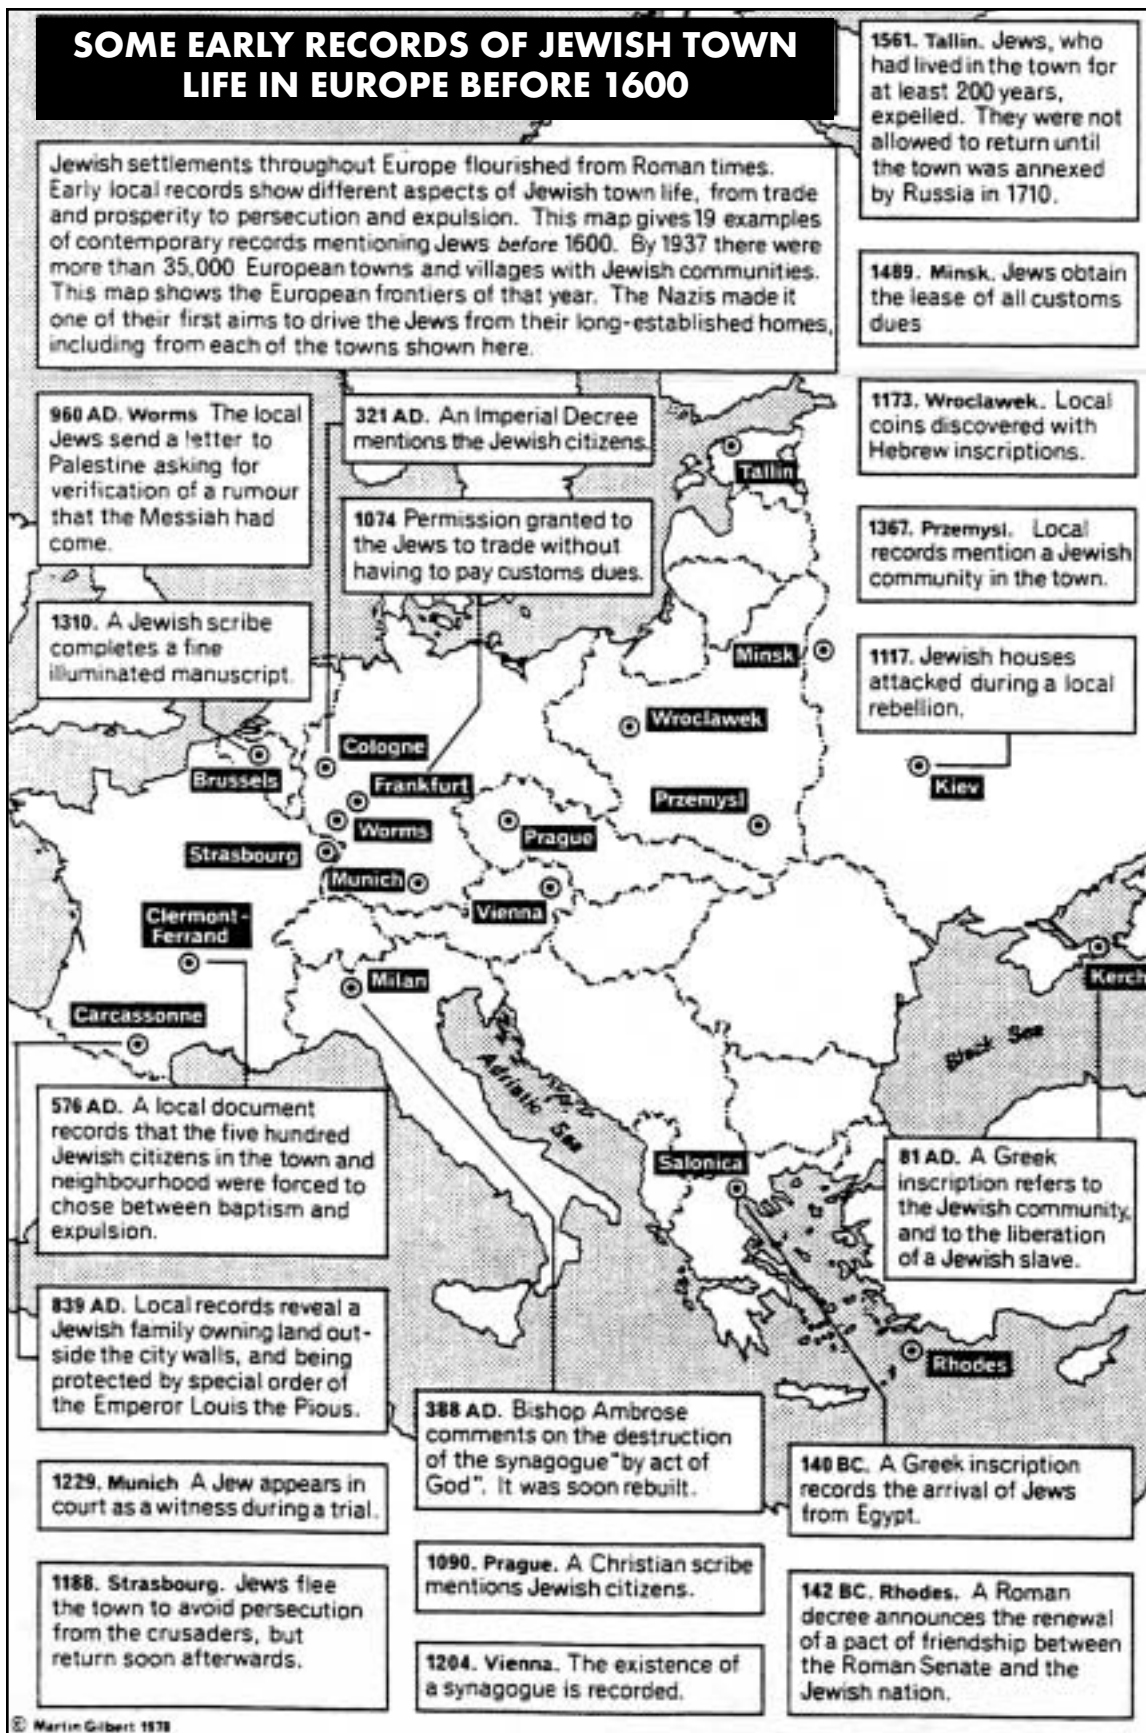 SOME EARLY RECORDS OF JEWISH TOWN
LIFE IN EUROPE BEFORE 1600
Jewish settlements throughout Europe flourished from Roman times.
Early local records show different aspects of Jewish town life, from trade
and prosperity to persecution and expulsion. This map gives 19 examples
of contemporary records mentioning Jews before 1600. By 1937 there were
more than 35,000 European towns and villages with Jewish communities.
This map shows the European frontiers of that year. The Nazis made it
one of their first aims to drive the Jews from their long-established homes,
including from each of the towns shown here.
1561. Tallin. Jews, who
had lived in the town for
at least 200 years,
expelled. They were not
allowed to return until
the town was annexed
by Russia in 1710.
1489. Minsk. Jews obtain
the lease of all customs
dues
1173. Wroclawek. Local
coins discovered with
Hebrew inscriptions.
1367. Przemysl. Local
records mention a Jewish
community in the town.
1117. Jewish houses
attacked during a local
rebellion.
960 AD. Worms The local
Jews send a letter to
Palestine asking for
verification of a rumour
that the Messiah had
come.
321 AD. An Imperial Decree
mentions the Jewish citizens.
1074 Permission granted to
the Jews to trade without
having to pay customs dues.
1310. A Jewish scribe
completes a fine
illuminated manuscript.
Tallin
Minsk
Wroclawek
Cologne
Brussels
Frankfurt
Kiev
Przemysl
Worms
Prague
Strasbourg
Munich
Vienna
Clermont-
Ferrand
Milan
Kerch
Carcassonne
Black Sea
Adriatic Sea
Salonica
Rhodes
576 AD. A local document
records that the five hundred
Jewish citizens in the town and
neighbourhood were forced to
chose between baptism and
expulsion.
81 AD. A Greek
inscription refers to
the Jewish community,
and to the liberation
of a Jewish slave.
839 AD. Local records reveal a
Jewish family owning land out-
side the city walls, and being
protected by special order of
the Emperor Louis the Pious.
388 AD. Bishop Ambrose
comments on the destruction
of the synagogue "by act of
God". It was soon rebuilt.
140 BC. A Greek inscription
records the arrival of Jews
from Egypt.
1229. Munich A Jew appears in
court as a witness during a trial.
1090. Prague. A Christian scribe
mentions Jewish citizens.
1188. Strasbourg. Jews flee
the town to avoid persecution
from the crusaders, but
return soon afterwards.
142 BC. Rhodes. A Roman
decree announces the renewal
of a pact of friendship between
the Roman Senate and the
Jewish nation.
1204. Vienna. The existence of
a synagogue is recorded.
© Martin Gilbert 1978